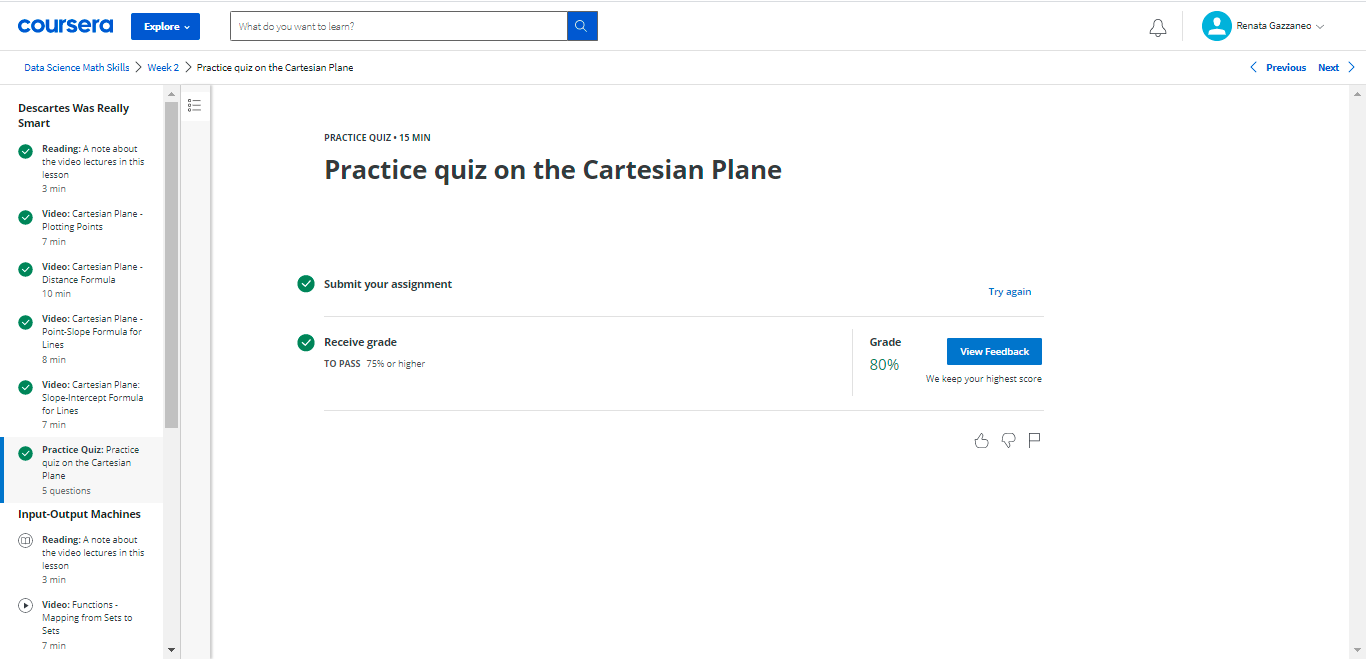 coursera
Explore
What do you want to learn?
Renata Gazzaneo
Data Science Math Skills
Week 2
Practice quiz on the Cartesian Plane
Previous
Next
Descartes Was Really
Smart
Reading: A note about
the video lectures in this
lesson
3 min
Video: Cartesian Plane -
Plotting Points
7 min
Video: Cartesian Plane -
Distance Formula
10 min
Video: Cartesian Plane -
Point-Slope Formula for
Lines
8 min
Video: Cartesian Plane:
Slope-Intercept Formula
for Lines
7 min
Practice Quiz: Practice
quiz on the Cartesian
Plane
5 questions
Input-Output Machines
Reading: A note about
the video lectures in this
lesson
3 min
Video: Functions -
Mapping from Sets to
Sets
7 min
PRACTICE QUIZ • 15 MIN
Practice quiz on the Cartesian Plane
Submit your assignment
Try again
Receive grade
TO PASS 75% or higher
Grade
80%
View Feedback
We keep your highest score